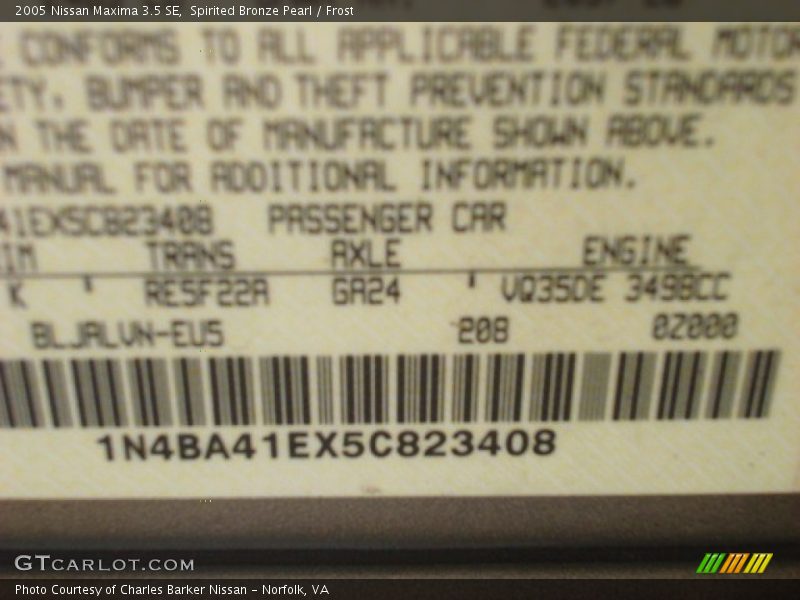 2005 Nissan Maxima 3.5 SE, Spirited Bronze Pearl / Frost
CONFORMS TO ALL APPLICABLE FEDERAL MOTOR
ETY, BUMPER AND THEFT PREVENTION STANDARDS
N THE DATE OF MANUFACTURE SHOWN ABOVE.
MANUAL FOR ADDITIONAL INFORMATION.
41EX5C823408 PASSENGER CAR
IM TRANS AXLE ENGINE
K RE5F22A GA24 VQ35DE 3498CC
BLJALVN-EU5 208 0Z000
1N4BA41EX5C823408
GTCARLOT.COM
Photo Courtesy of Charles Barker Nissan – Norfolk, VA